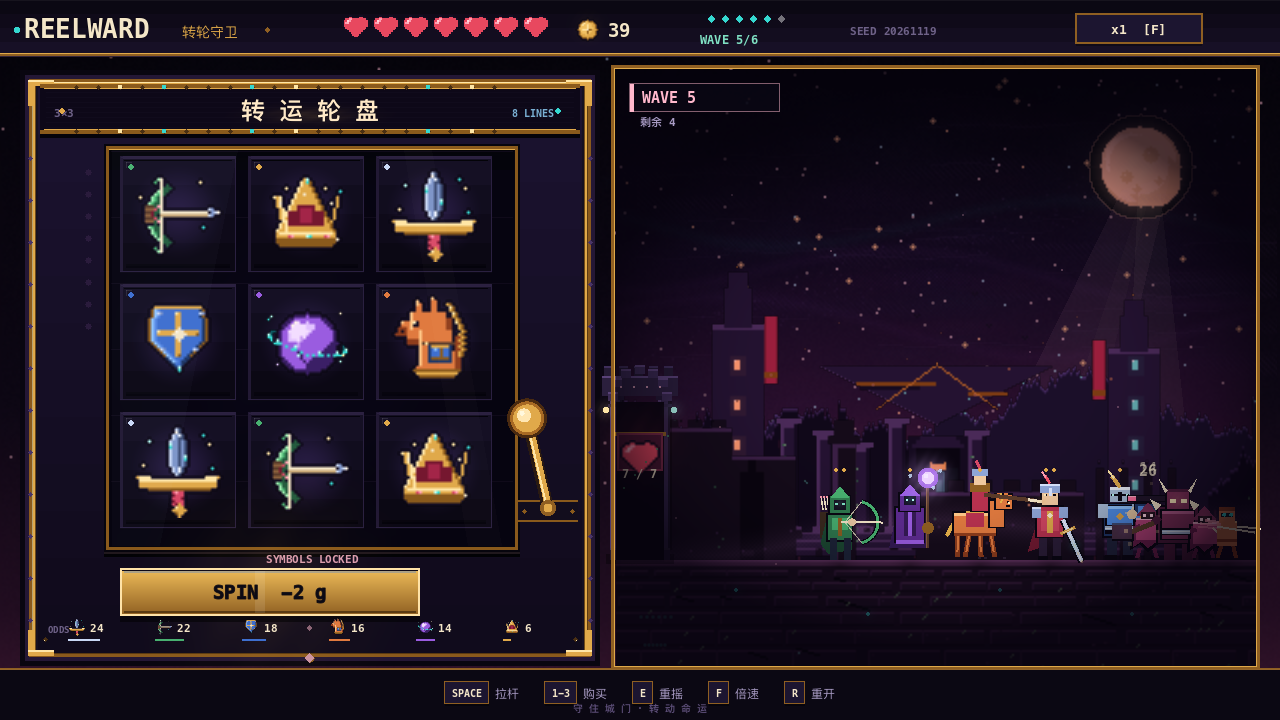 REELWARD 转轮守卫 39 WAVE 5/6 SEED 20261119 x1 [F]
3×3 转运轮盘 8 LINES
WAVE 5
剩余 4
7 / 7
26
SYMBOLS LOCKED
SPIN −2 g
ODDS 24 22 18 16 14 6
SPACE 拉杆 1−3 购买 E 重摇 F 倍速 R 重开
守住城门 · 转动命运